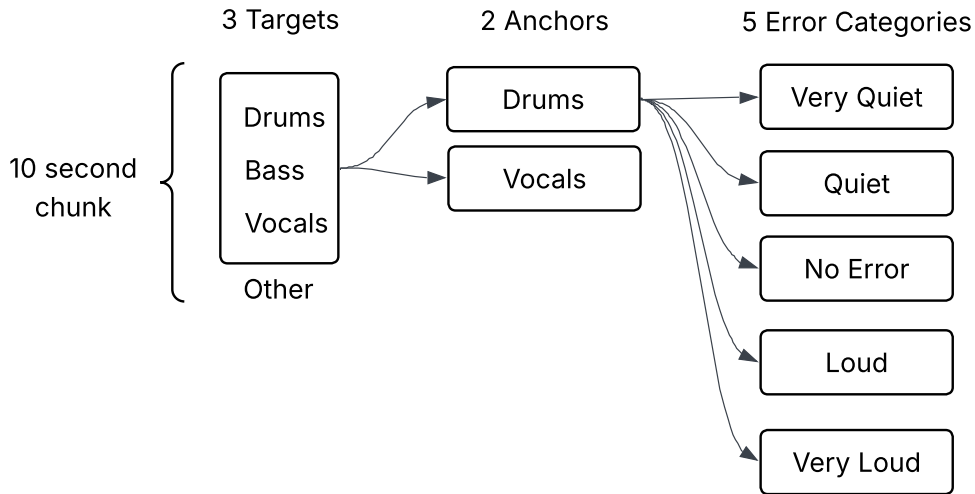 3 Targets
2 Anchors
5 Error Categories
10 second
chunk
Drums
Bass
Vocals
Other
Drums
Vocals
Very Quiet
Quiet
No Error
Loud
Very Loud